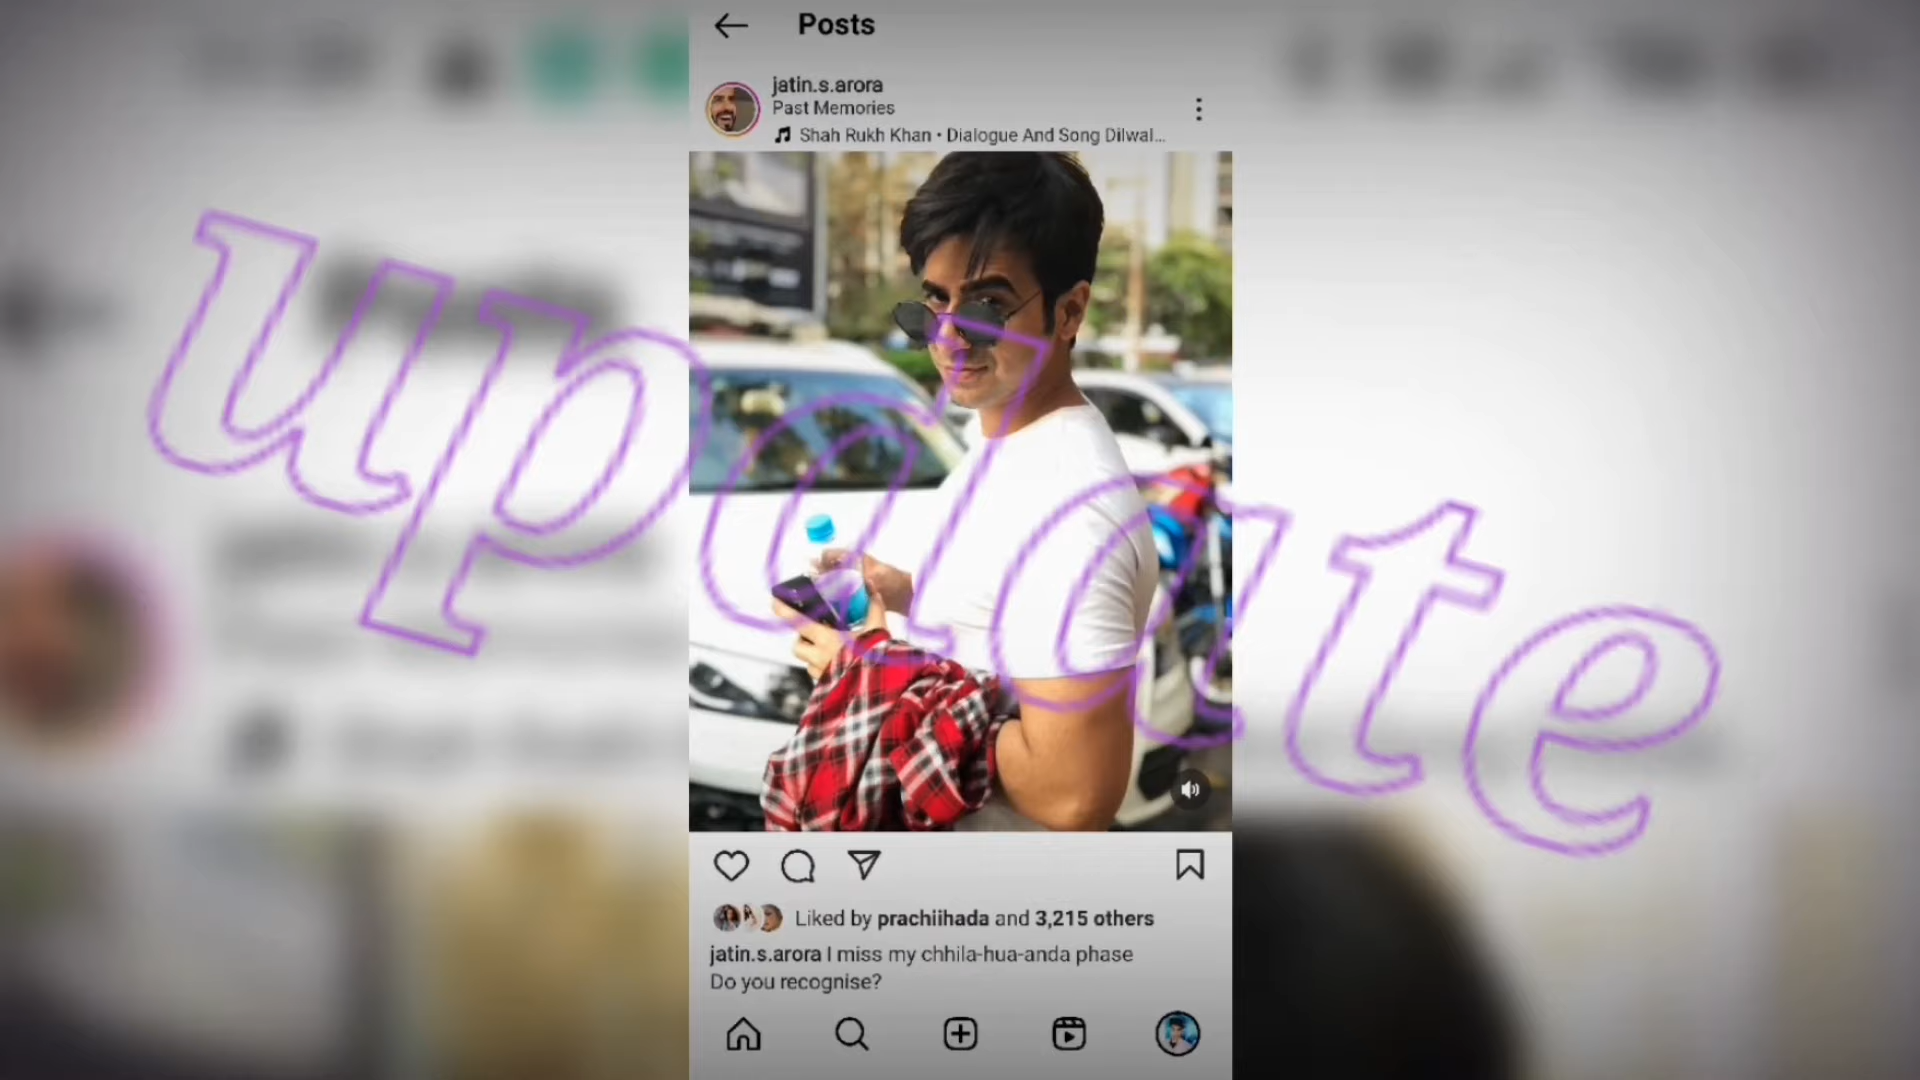 Posts
jatin.s.arora
Past Memories
Shah Rukh Khan • Dialogue And Song Dilwal...
update
Liked by prachiihada and 3,215 others
jatin.s.arora I miss my chhila-hua-anda phase
Do you recognise?